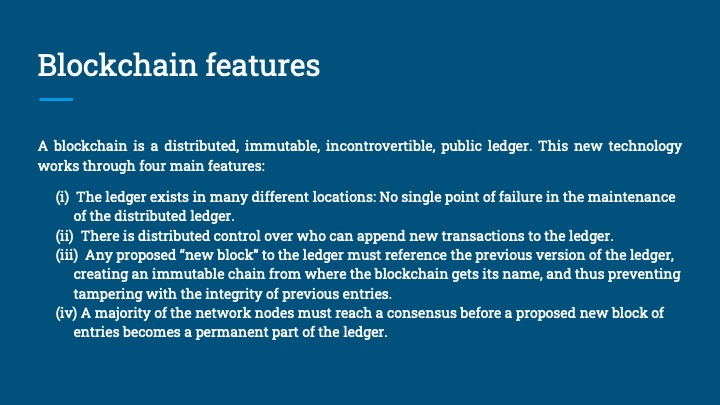 Blockchain features
A blockchain is a distributed, immutable, incontrovertible, public ledger. This new technology
works through four main features:
(i) The ledger exists in many different locations: No single point of failure in the maintenance
of the distributed ledger.
(ii) There is distributed control over who can append new transactions to the ledger.
(iii) Any proposed “new block” to the ledger must reference the previous version of the ledger,
creating an immutable chain from where the blockchain gets its name, and thus preventing
tampering with the integrity of previous entries.
(iv) A majority of the network nodes must reach a consensus before a proposed new block of
entries becomes a permanent part of the ledger.